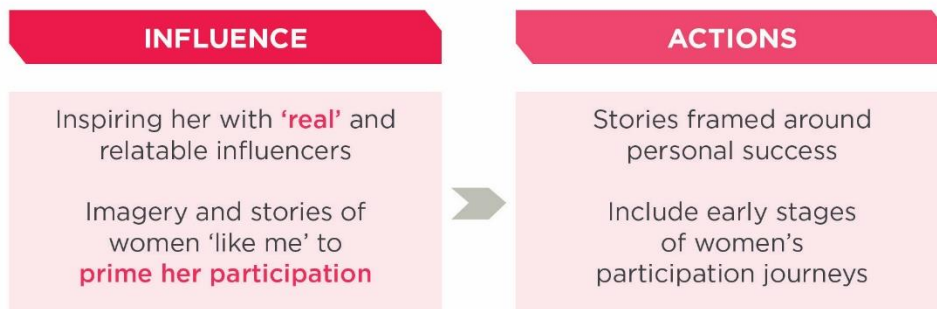 INFLUENCE
Inspiring her with ‘real’ and
relatable influencers
Imagery and stories of
women ‘like me’ to
prime her participation
ACTIONS
Stories framed around
personal success
Include early stages
of women’s
participation journeys